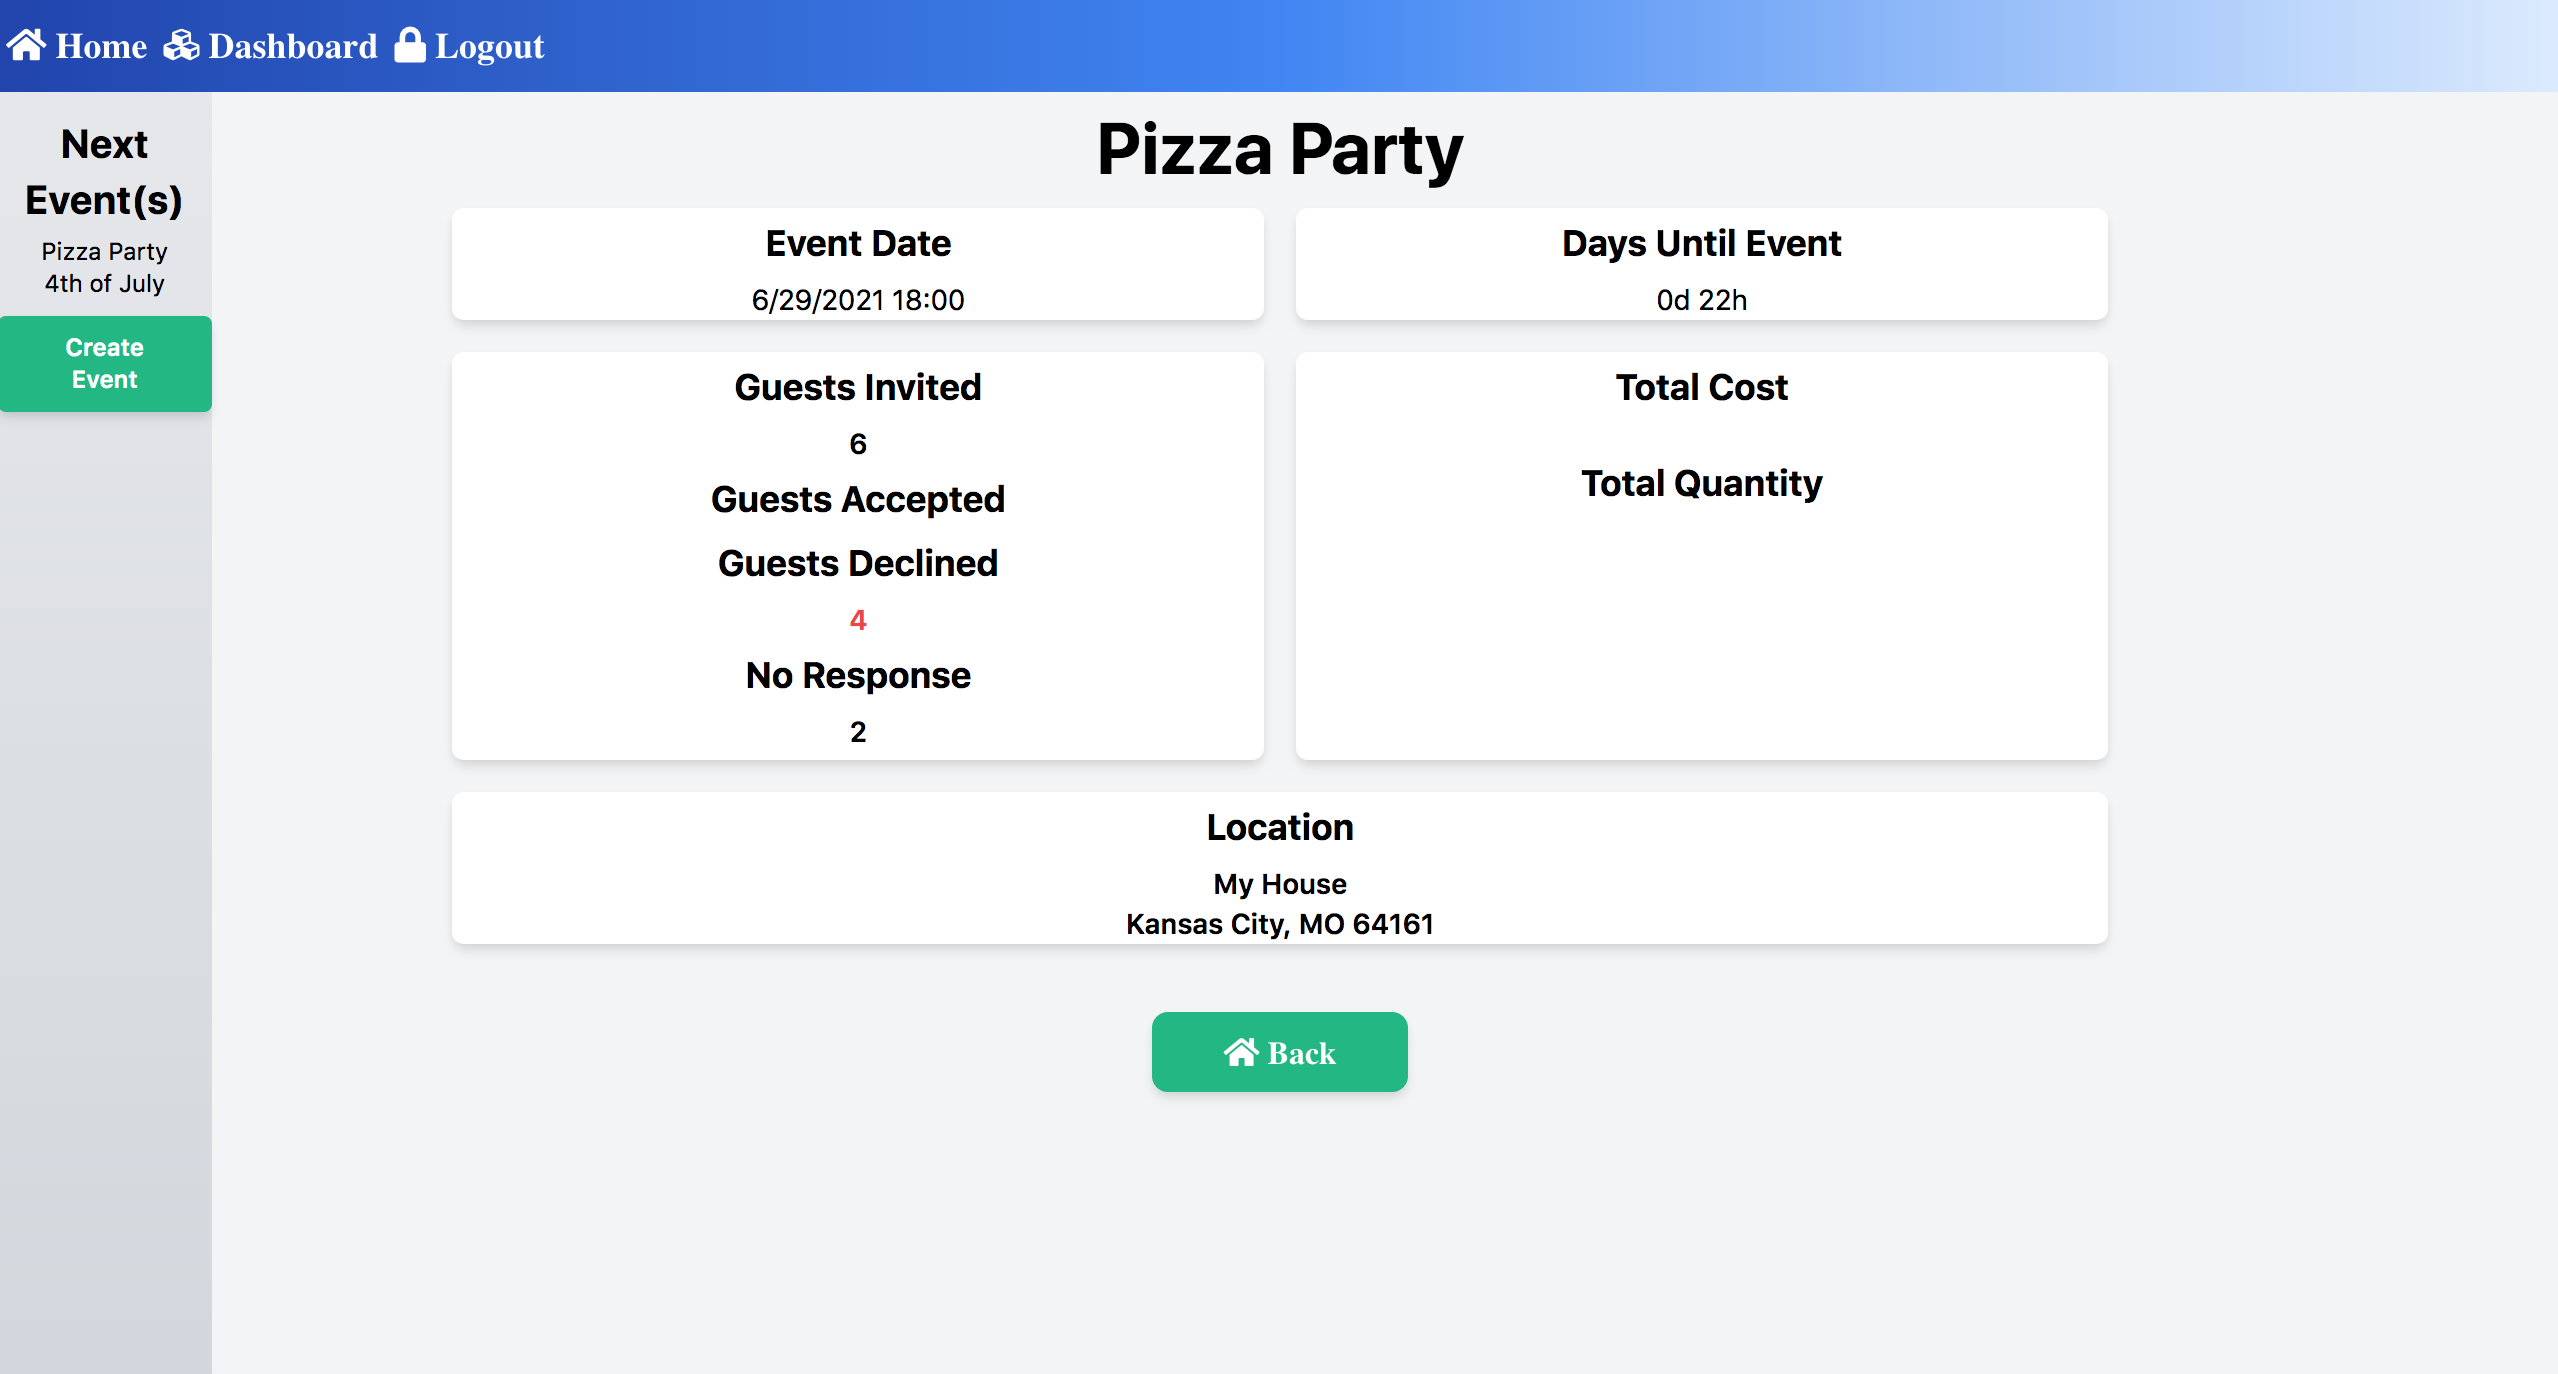 Home Dashboard Logout
Next
Event(s)
Pizza Party
4th of July
Create
Event
Pizza Party
Event Date
6/29/2021 18:00
Days Until Event
0d 22h
Guests Invited
6
Guests Accepted
Guests Declined
4
No Response
2
Total Cost
Total Quantity
Location
My House
Kansas City, MO 64161
Back